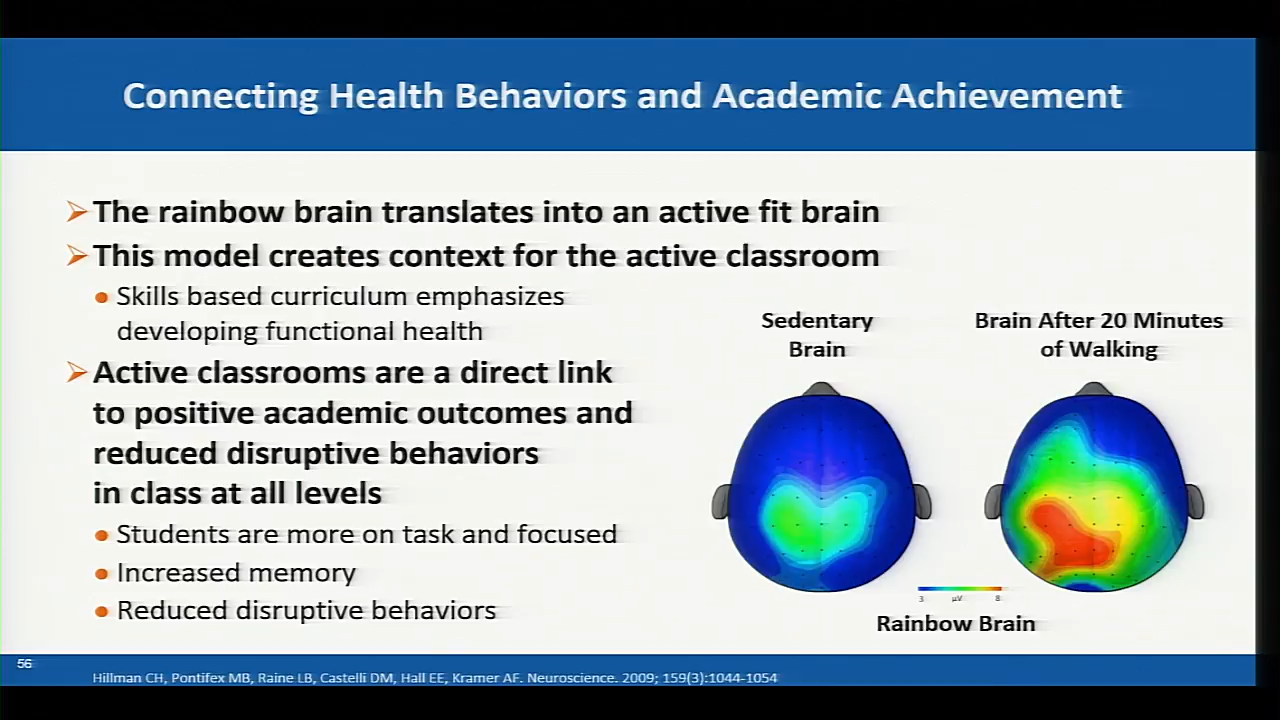 Connecting Health Behaviors and Academic Achievement
The rainbow brain translates into an active fit brain
This model creates context for the active classroom
Skills based curriculum emphasizes
developing functional health
Active classrooms are a direct link
to positive academic outcomes and
reduced disruptive behaviors
in class at all levels
Students are more on task and focused
Increased memory
Reduced disruptive behaviors
Sedentary
Brain
Brain After 20 Minutes
of Walking
3 µV 8
Rainbow Brain
56
Hillman CH, Pontifex MB, Raine LB, Castelli DM, Hall EE, Kramer AF. Neuroscience. 2009; 159(3):1044-1054